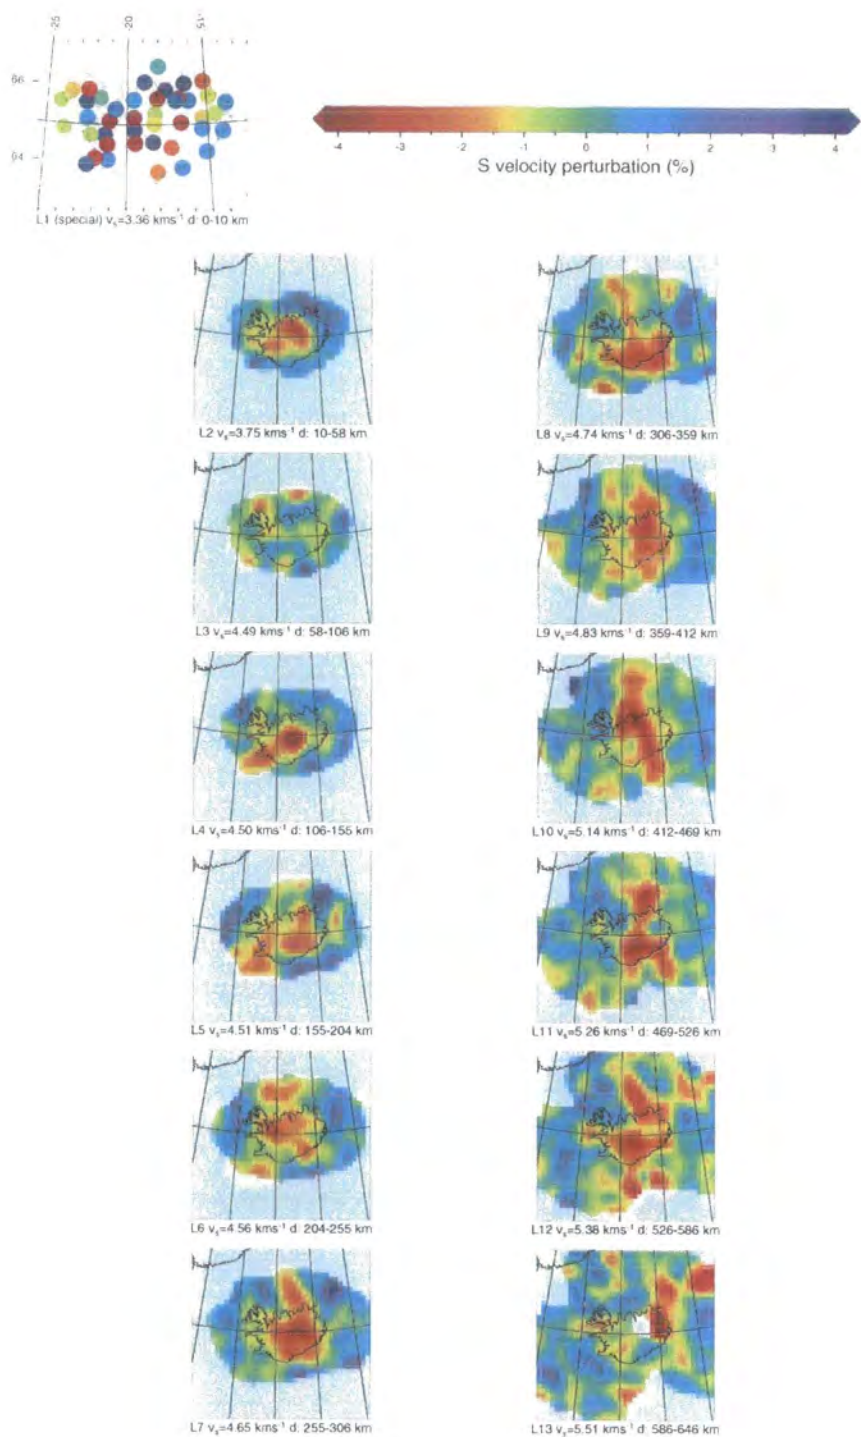 -25 -20 -15
66
64
L1 (special) vs=3.36 kms-1 d: 0-10 km
-4 -3 -2 -1 0 1 2 3 4
S velocity perturbation (%)
L2 vs=3.75 kms-1 d: 10-58 km
L8 vs=4.74 kms-1 d: 306-359 km
L3 vs=4.49 kms-1 d: 58-106 km
L9 vs=4.83 kms-1 d: 359-412 km
L4 vs=4.50 kms-1 d: 106-155 km
L10 vs=5.14 kms-1 d: 412-469 km
L5 vs=4.51 kms-1 d: 155-204 km
L11 vs=5.26 kms-1 d: 469-526 km
L6 vs=4.56 kms-1 d: 204-255 km
L12 vs=5.38 kms-1 d: 526-586 km
L7 vs=4.65 kms-1 d: 255-306 km
L13 vs=5.51 kms-1 d: 586-646 km